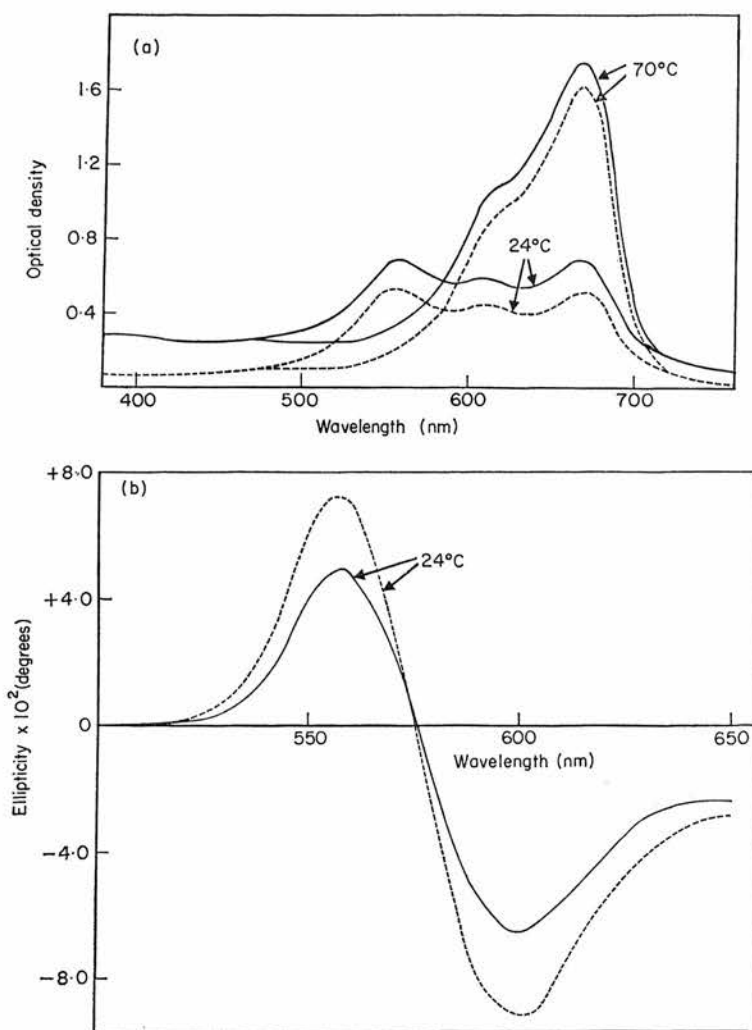 (a)
70°C
1·6
1·2
0·8
0·4
24°C
Optical density
400
500
600
700
Wavelength (nm)
(b)
+8·0
24°C
+4·0
0
550
600
650
Wavelength (nm)
Ellipticity x 10² (degrees)
−4·0
−8·0